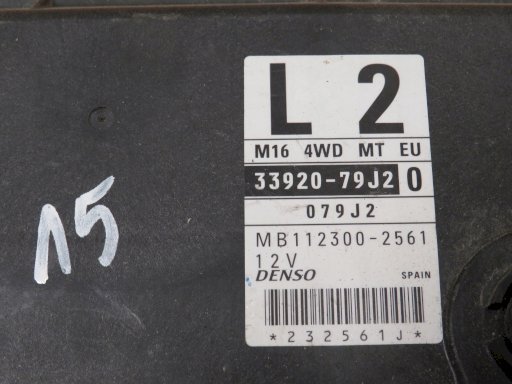 L 2
M16 4WD MT EU
33920-79J2 0
079J2
MB112300-2561
12V
DENSO SPAIN
*232561J*
15